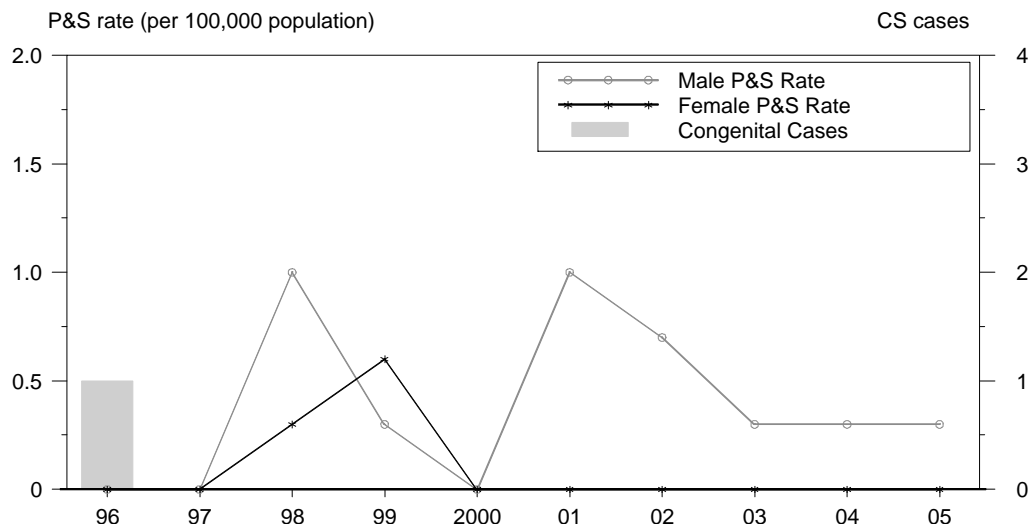 P&S rate (per 100,000 population) CS cases
2.0 4
Male P&S Rate
Female P&S Rate
Congenital Cases
1.5 3
1.0 2
0.5 1
0 0
96 97 98 99 2000 01 02 03 04 05